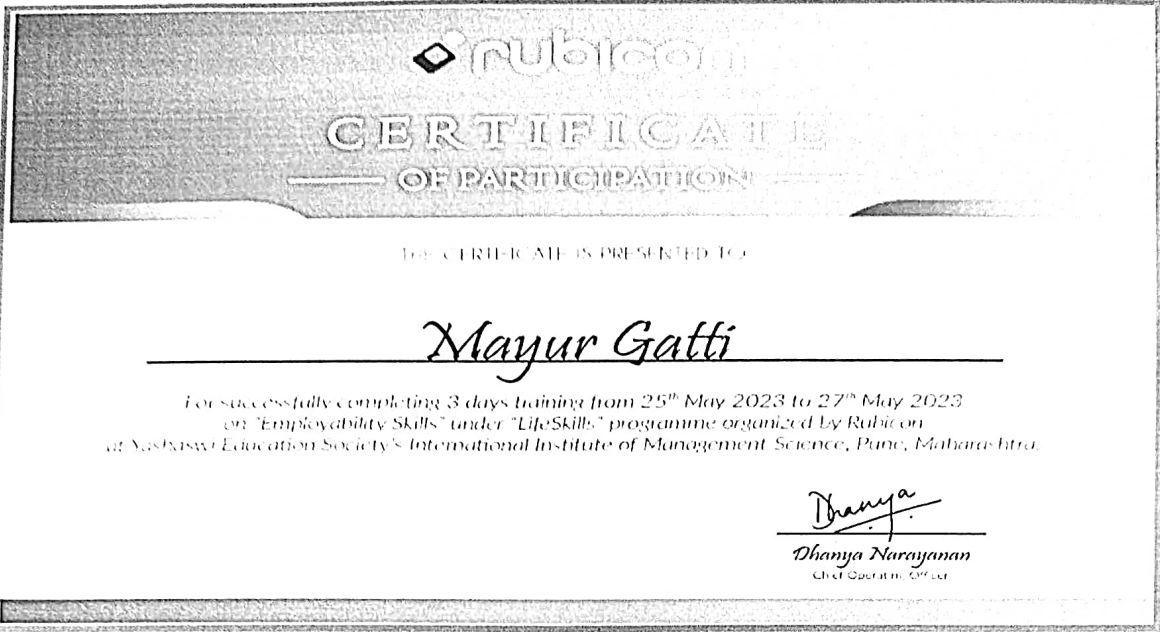 rubicon
CERTIFICATE
OF PARTICIPATION
THE CERTIFICATE IS PRESENTED TO
Mayur Gatti
For successfully completing 3 days training from 25th May 2023 to 27th May 2023
on "Employability Skills" under "LifeSkills" programme organized by Rubicon
at Yashaswi Education Society's International Institute of Management Science, Pune, Maharashtra.
Dhanya
Dhanya Narayanan
Chief Operating Officer